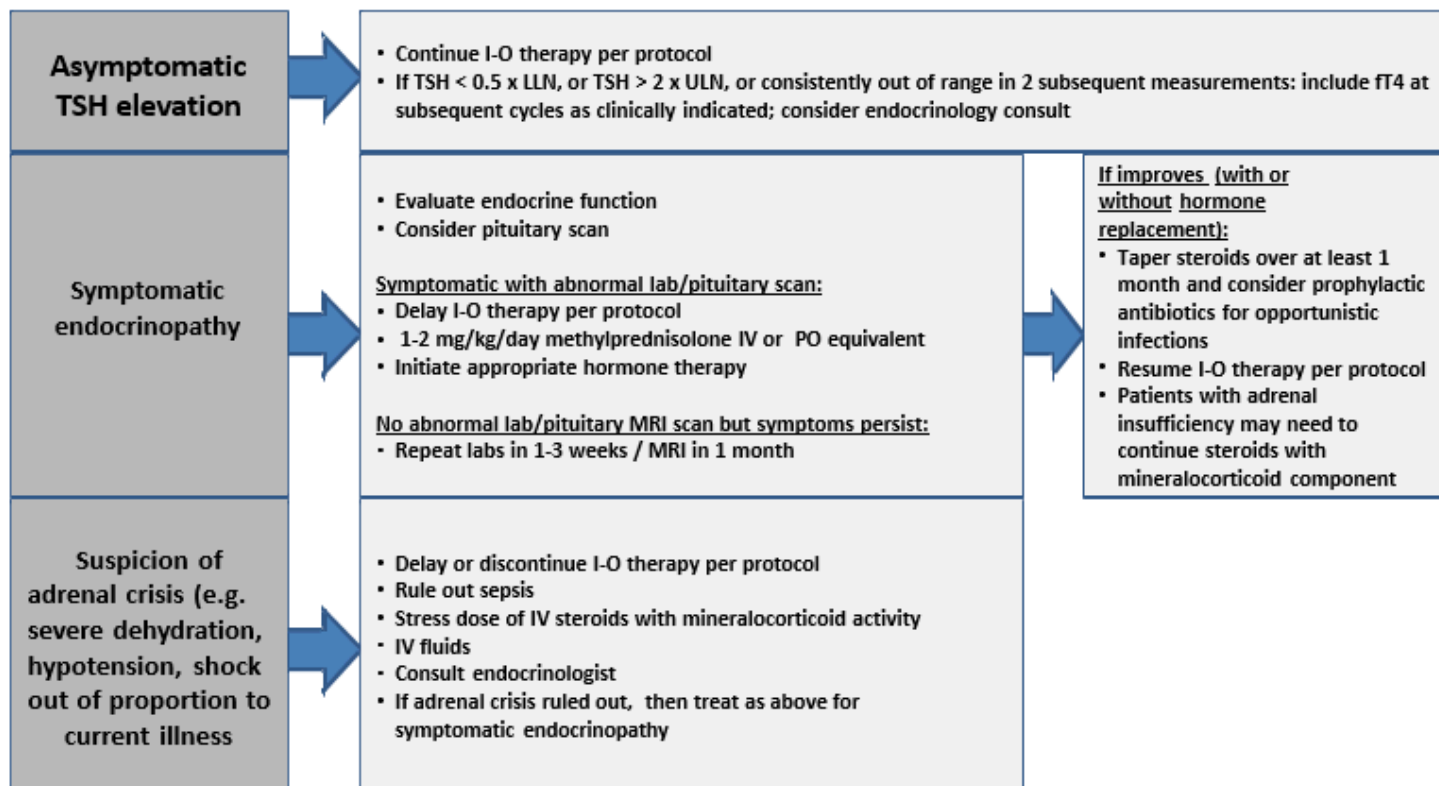 Asymptomatic
TSH elevation
• Continue I-O therapy per protocol
• If TSH < 0.5 x LLN, or TSH > 2 x ULN, or consistently out of range in 2 subsequent measurements: include fT4 at
subsequent cycles as clinically indicated; consider endocrinology consult
Symptomatic
endocrinopathy
• Evaluate endocrine function
• Consider pituitary scan
Symptomatic with abnormal lab/pituitary scan:
• Delay I-O therapy per protocol
• 1-2 mg/kg/day methylprednisolone IV or PO equivalent
• Initiate appropriate hormone therapy
No abnormal lab/pituitary MRI scan but symptoms persist:
• Repeat labs in 1-3 weeks / MRI in 1 month
If improves (with or
without hormone
replacement):
• Taper steroids over at least 1
month and consider prophylactic
antibiotics for opportunistic
infections
• Resume I-O therapy per protocol
• Patients with adrenal
insufficiency may need to
continue steroids with
mineralocorticoid component
Suspicion of
adrenal crisis (e.g.
severe dehydration,
hypotension, shock
out of proportion to
current illness
• Delay or discontinue I-O therapy per protocol
• Rule out sepsis
• Stress dose of IV steroids with mineralocorticoid activity
• IV fluids
• Consult endocrinologist
• If adrenal crisis ruled out, then treat as above for
symptomatic endocrinopathy